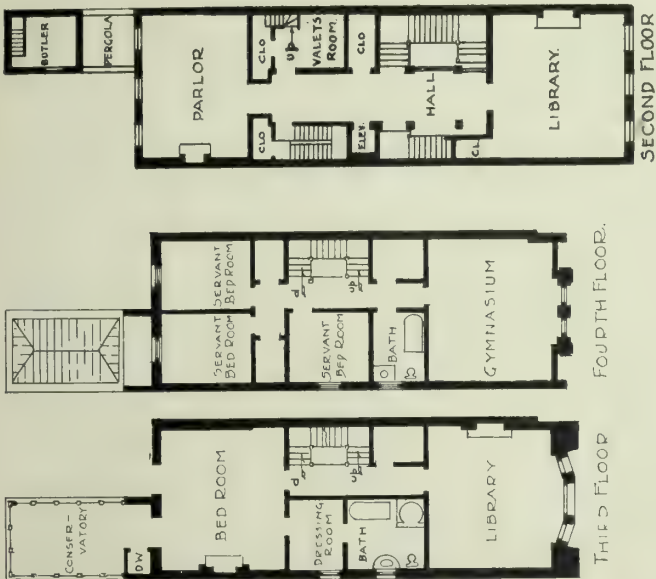 BUTLER
PERGOLA
PARLOR
CLO
UP
VALETS
ROOM.
CLO
CLO
ELEV.
HALL
CL
LIBRARY.
SECOND FLOOR
SERVANT
BED ROOM
SERVANT
BED ROOM
SERVANT
BED ROOM
d
UP
BATH
GYMNASIUM
FOURTH FLOOR.
CONSER-
VATORY
DW
BED ROOM
d
UP
DRESSING
ROOM
BATH
LIBRARY
THIRD FLOOR